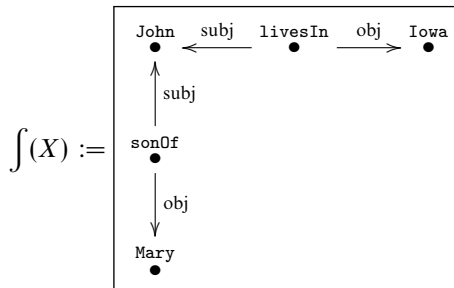 John subj livesIn obj Iowa
subj
∫(X) := sonOf
obj
Mary